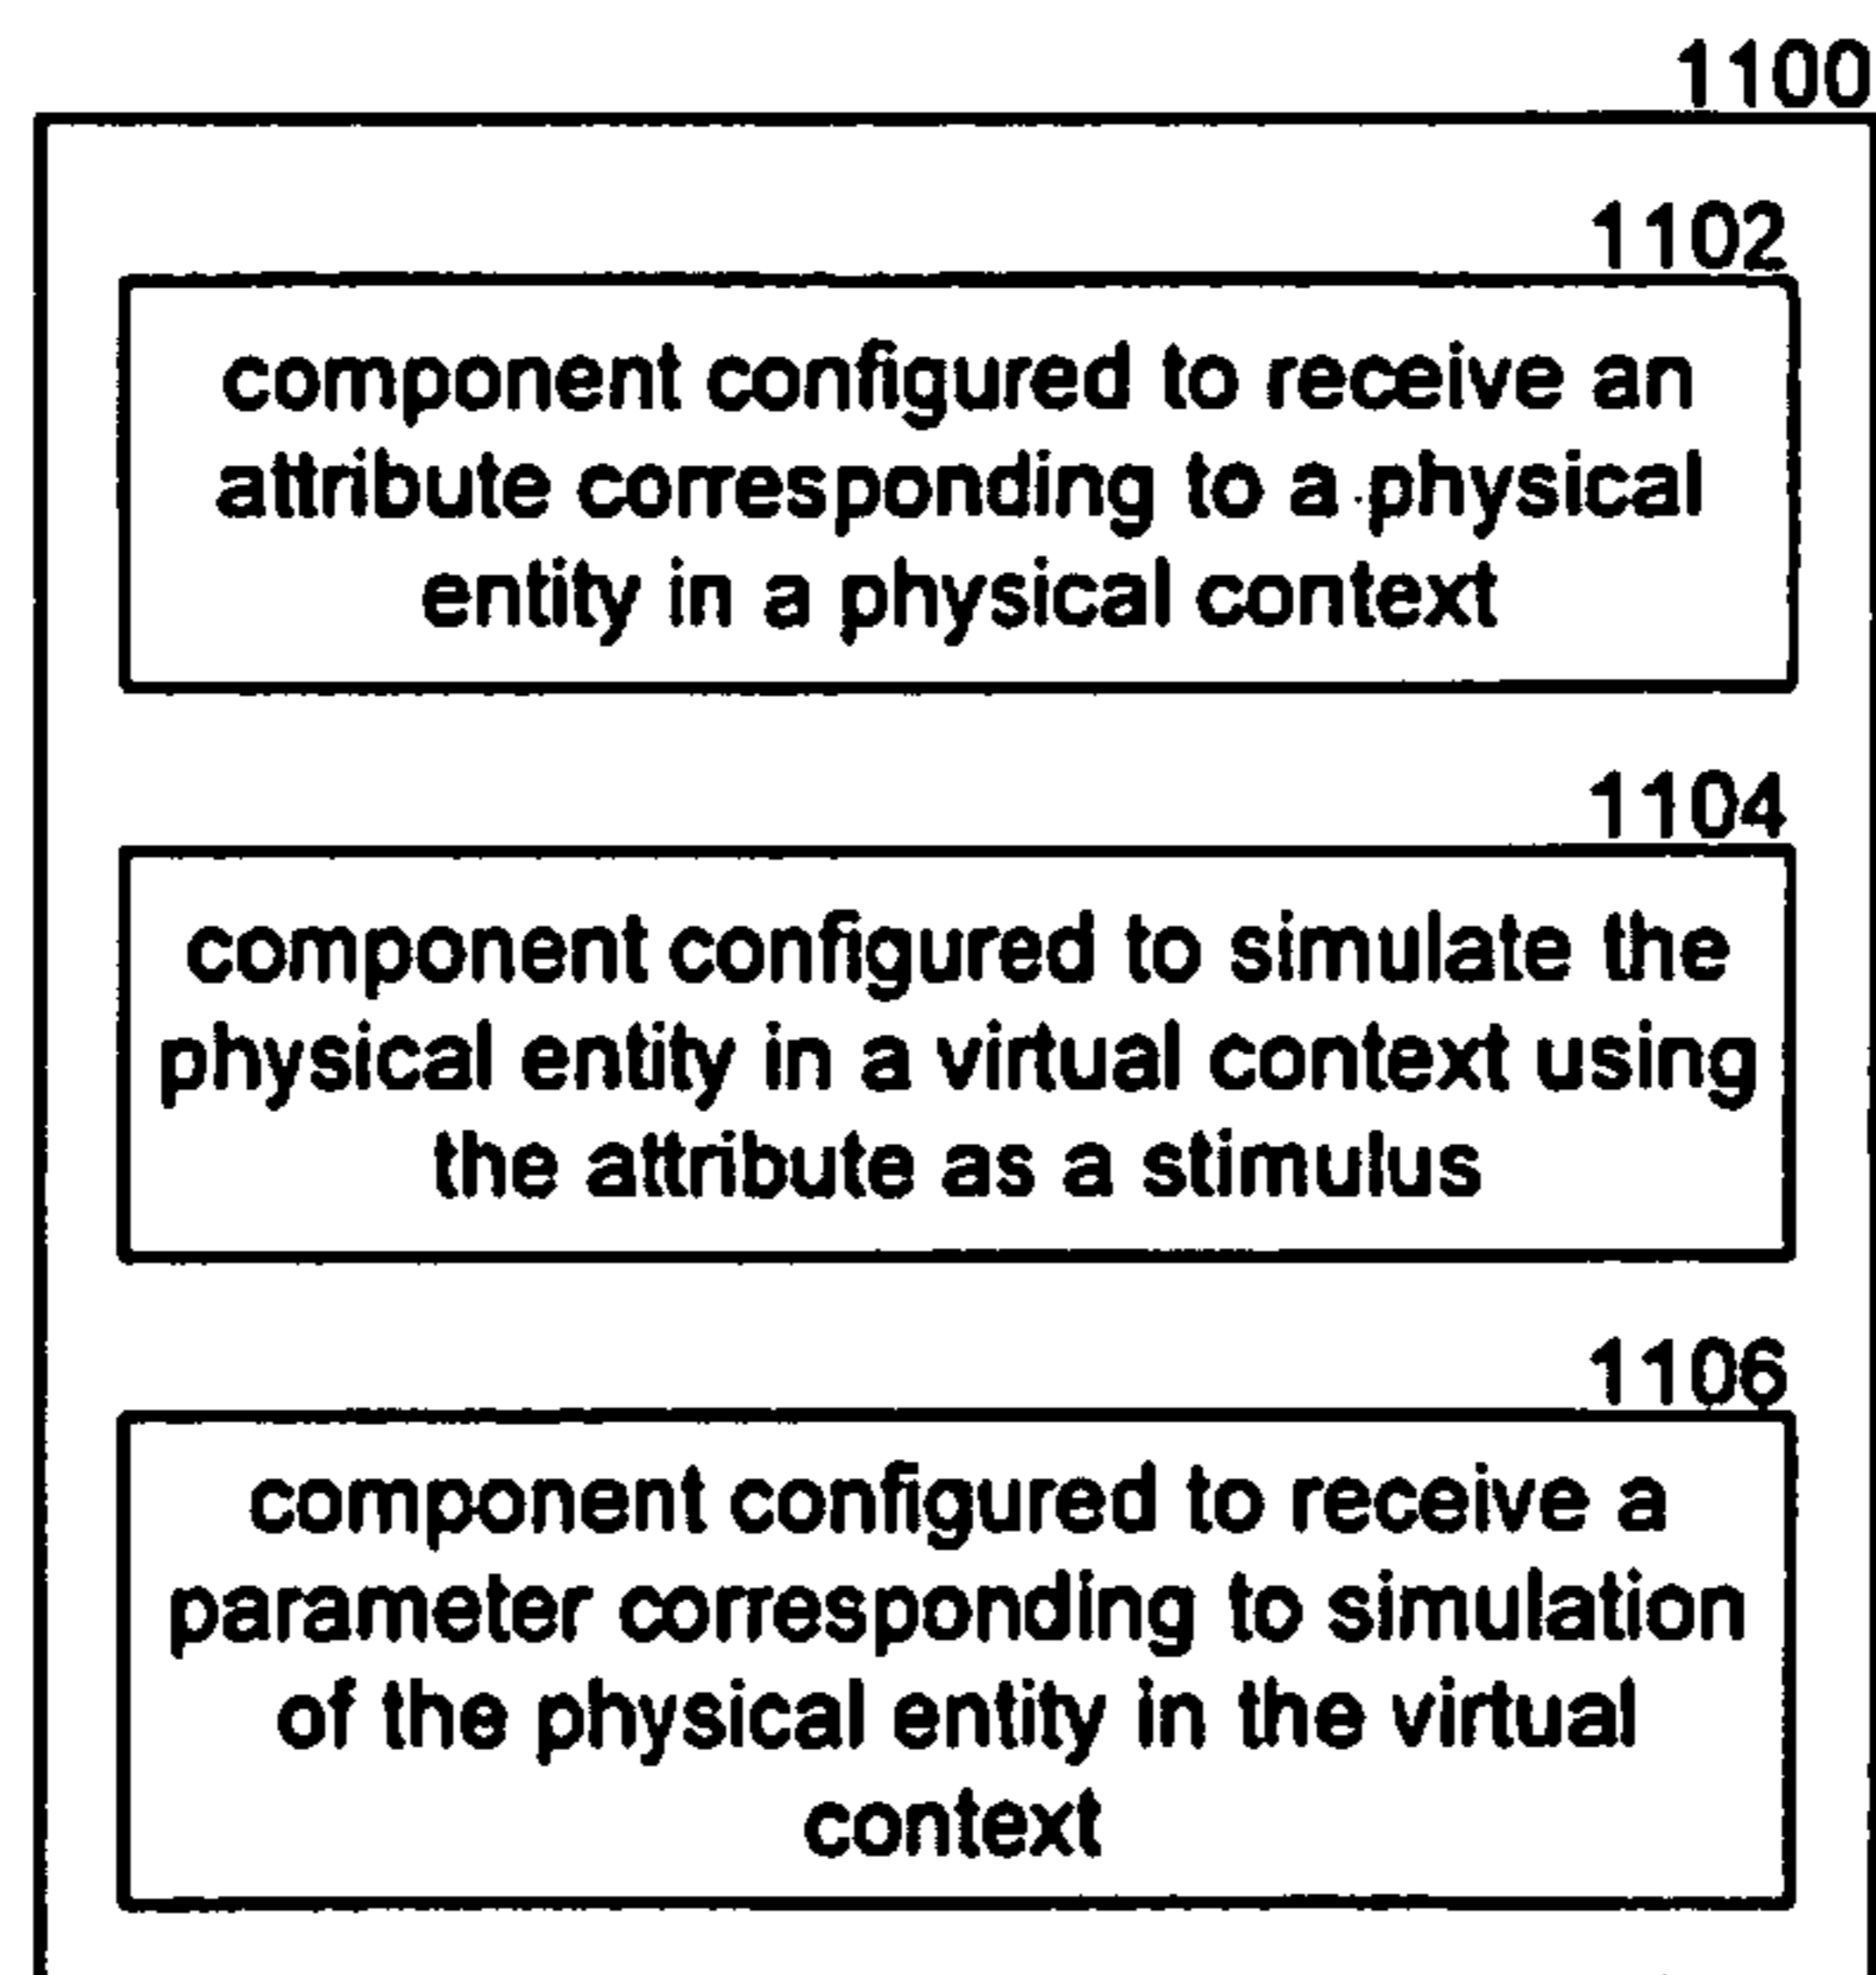 1100
1102
component configured to receive an
attribute corresponding to a physical
entity in a physical context
1104
component configured to simulate the
physical entity in a virtual context using
the attribute as a stimulus
1106
component configured to receive a
parameter corresponding to simulation
of the physical entity in the virtual
context